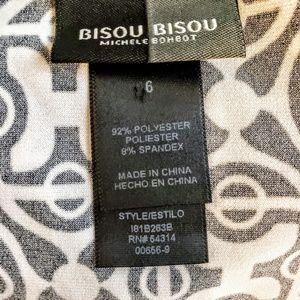 BISOU BISOU
MICHELE BOHBOT
6
92% POLYESTER
POLIESTER
8% SPANDEX
MADE IN CHINA
HECHO EN CHINA
STYLE/ESTILO
I81B263B
RN# 64314
00656-9